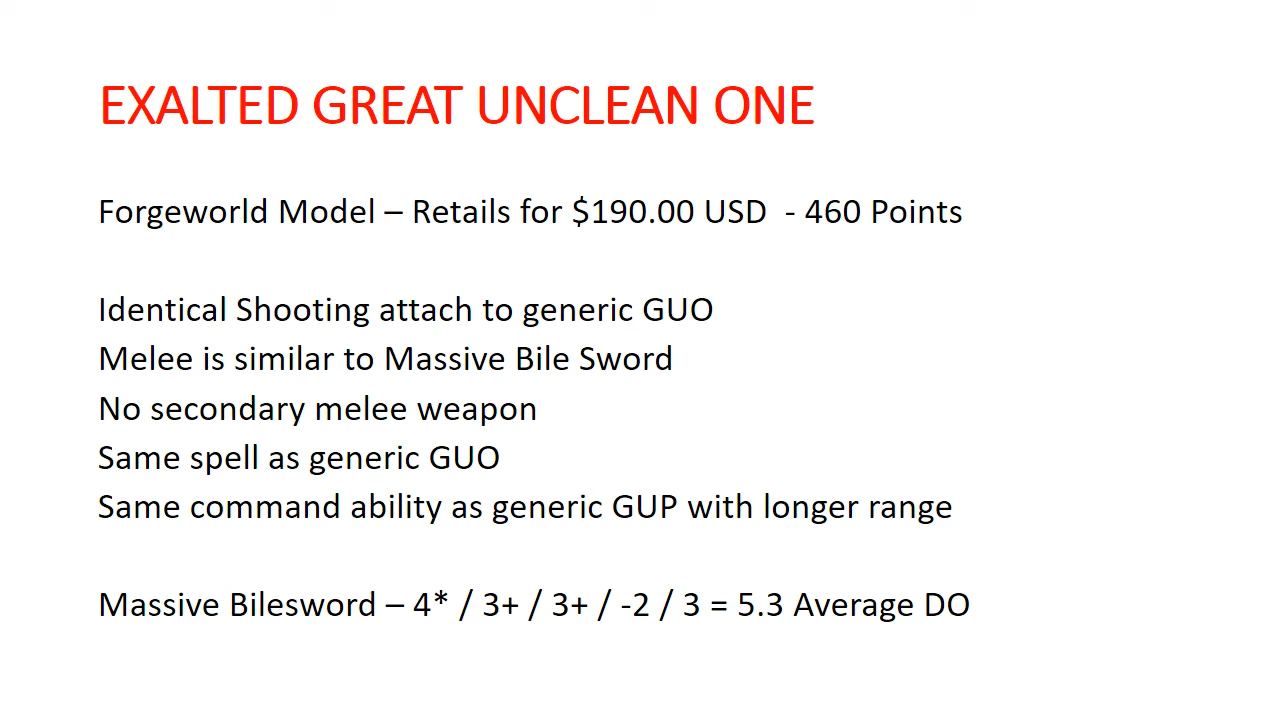 EXALTED GREAT UNCLEAN ONE
Forgeworld Model – Retails for $190.00 USD  - 460 Points
Identical Shooting attach to generic GUO
Melee is similar to Massive Bile Sword
No secondary melee weapon
Same spell as generic GUO
Same command ability as generic GUP with longer range
Massive Bilesword – 4* / 3+ / 3+ / -2 / 3 = 5.3 Average DO